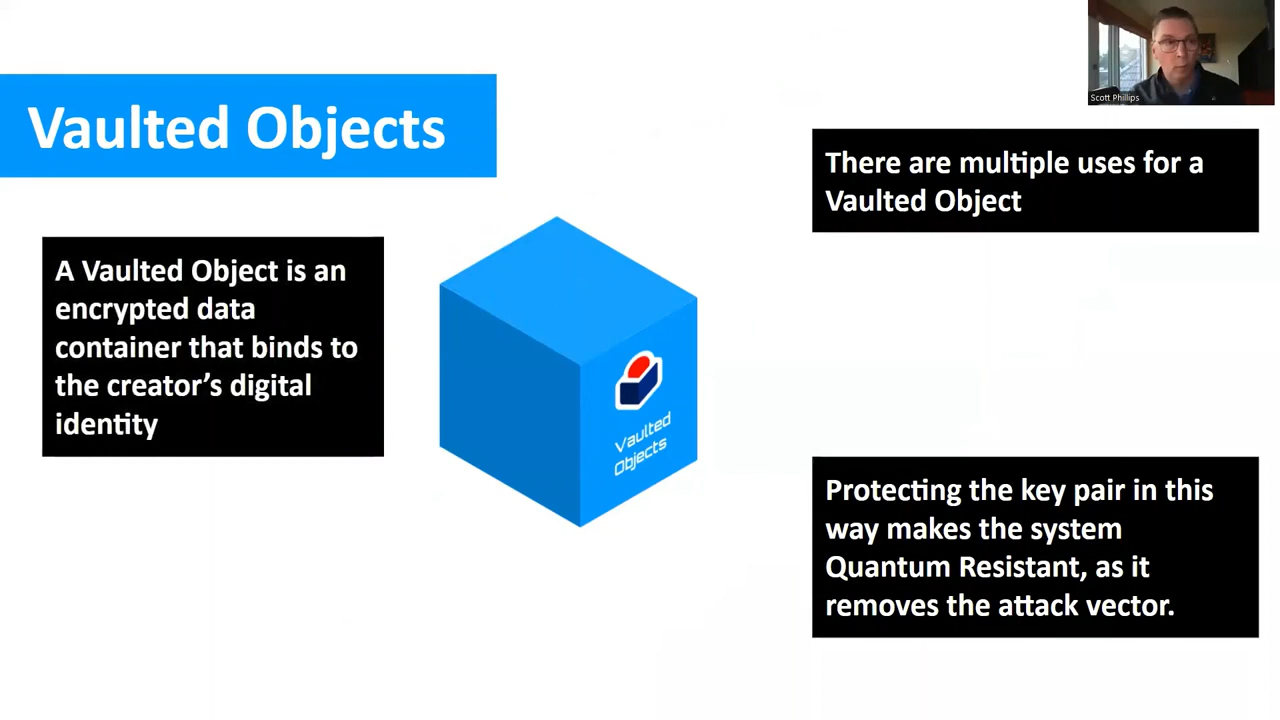 Scott Phillips
Vaulted Objects
There are multiple uses for a
Vaulted Object
A Vaulted Object is an
encrypted data
container that binds to
the creator’s digital
identity
Vaulted
Objects
Protecting the key pair in this
way makes the system
Quantum Resistant, as it
removes the attack vector.